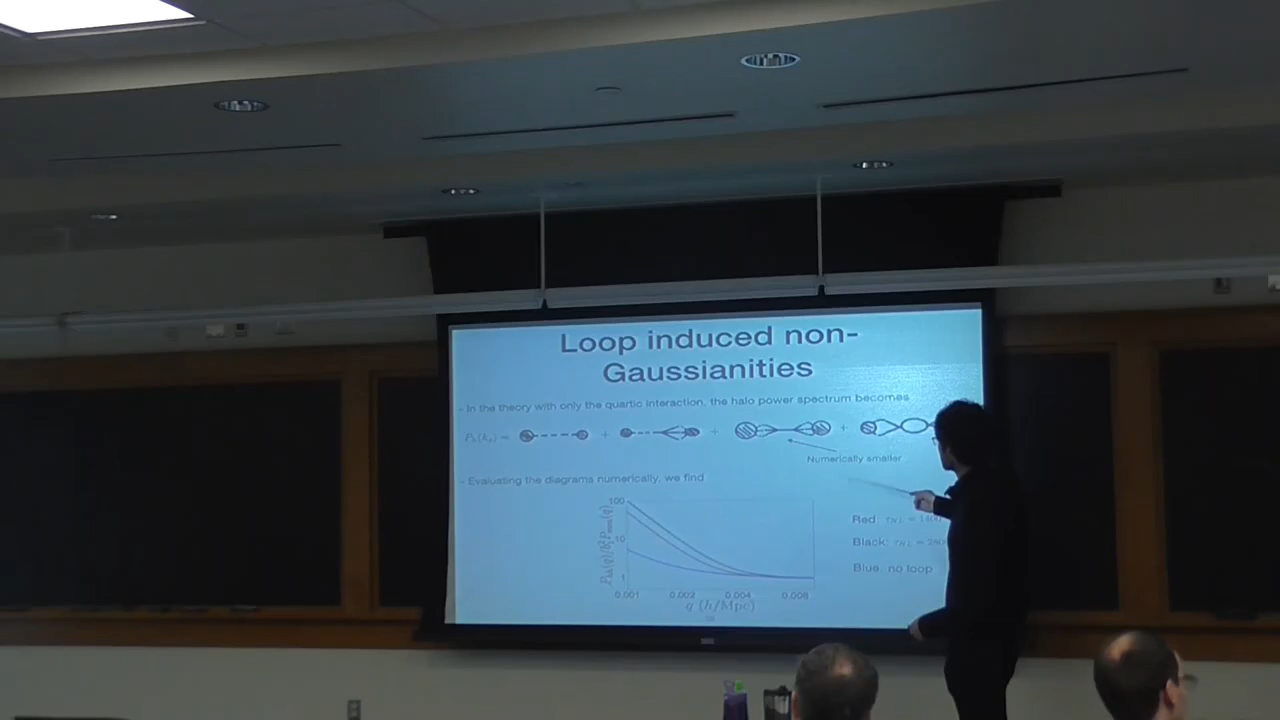 Loop induced non-
Gaussianities
- In the theory with only the quartic interaction, the halo power spectrum becomes
+ + +
Numerically smaller
- Evaluating the diagrams numerically, we find
100
10
1
0.001 0.002 0.004 0.008
q (h/Mpc)
Red:
Black:
Blue: no loop